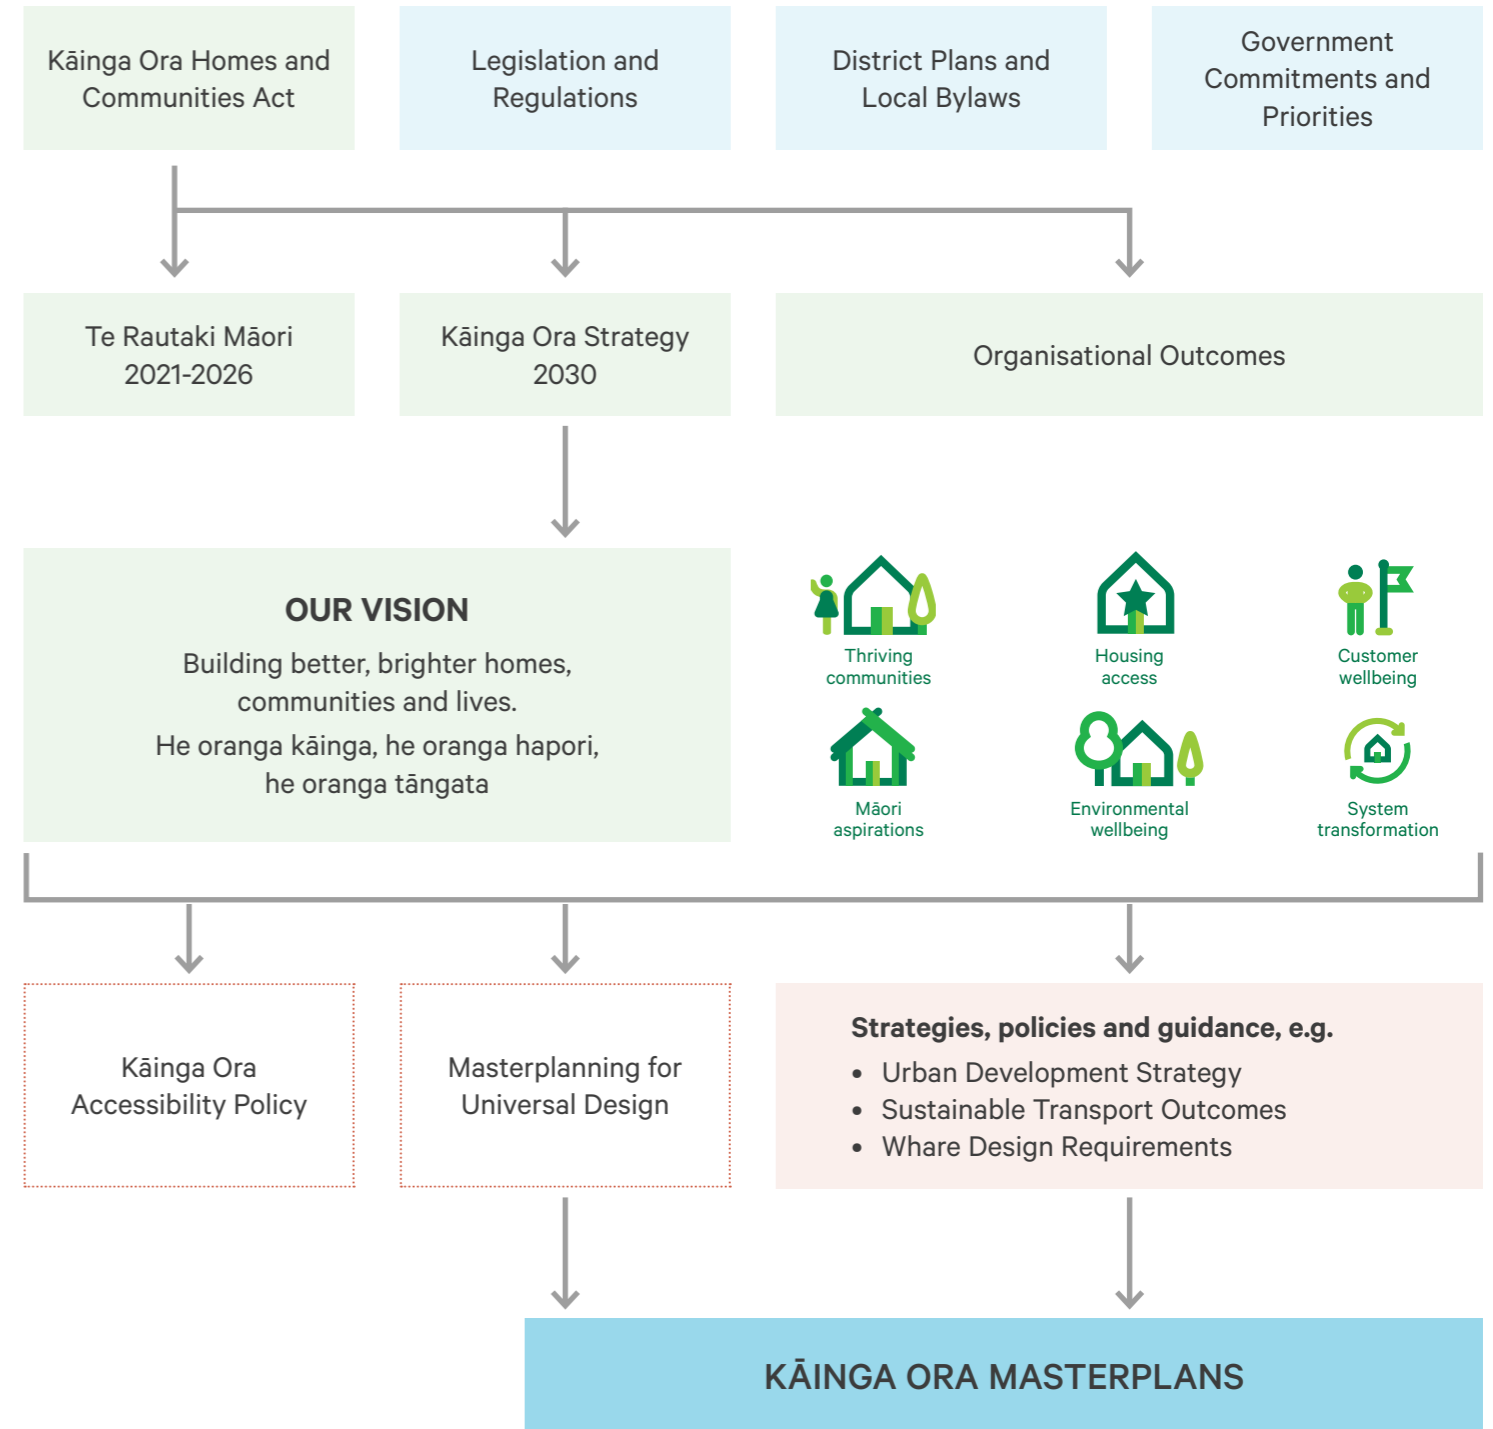 Kāinga Ora Homes and
Communities Act
Legislation and
Regulations
District Plans and
Local Bylaws
Government
Commitments and
Priorities
Te Rautaki Māori
2021-2026
Kāinga Ora Strategy
2030
Organisational Outcomes
OUR VISION
Building better, brighter homes,
communities and lives.
He oranga kāinga, he oranga hapori,
he oranga tāngata
Thriving
communities
Housing
access
Customer
wellbeing
Māori
aspirations
Environmental
wellbeing
System
transformation
Kāinga Ora
Accessibility Policy
Masterplanning for
Universal Design
Strategies, policies and guidance, e.g.
• Urban Development Strategy
• Sustainable Transport Outcomes
• Whare Design Requirements
KĀINGA ORA MASTERPLANS